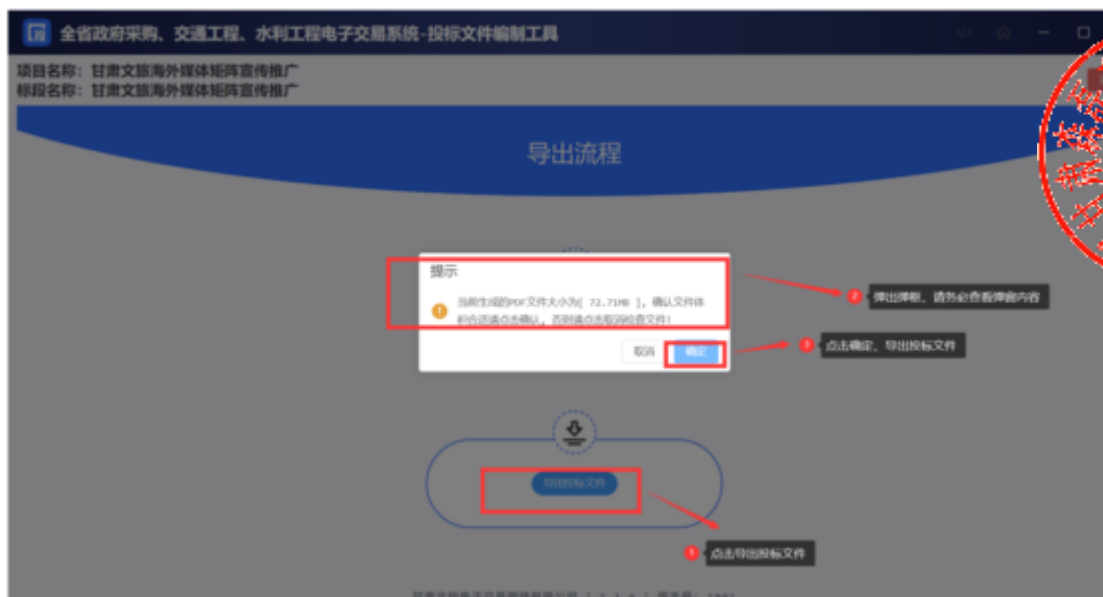 全省政府采购、交通工程、水利工程电子交易系统-投标文件编制工具
项目名称：甘肃文旅海外媒体矩阵宣传推广
标段名称：甘肃文旅海外媒体矩阵宣传推广
导出流程
提示
当前生成的PDF文件大小为[ 72.71MB ]，确认文件体
积合适请点击确认，否则请点击取消检查文件！
2 弹出弹框，请务必查看弹窗内容
取消 确定
3 点击确定，导出投标文件
导出投标文件
1 点击导出投标文件